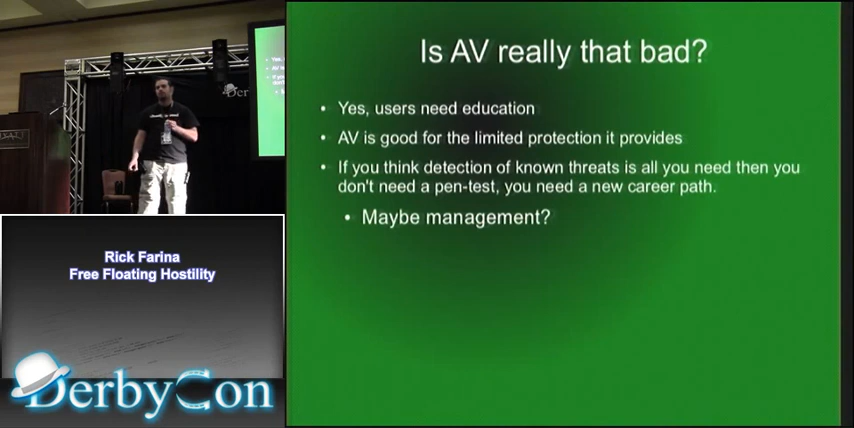 Is AV really that bad?
• Yes, users need education
• AV is good for the limited protection it provides
• If you think detection of known threats is all you need then you
don't need a pen-test, you need a new career path.
• Maybe management?
Rick Farina
Free Floating Hostility
DerbyCon